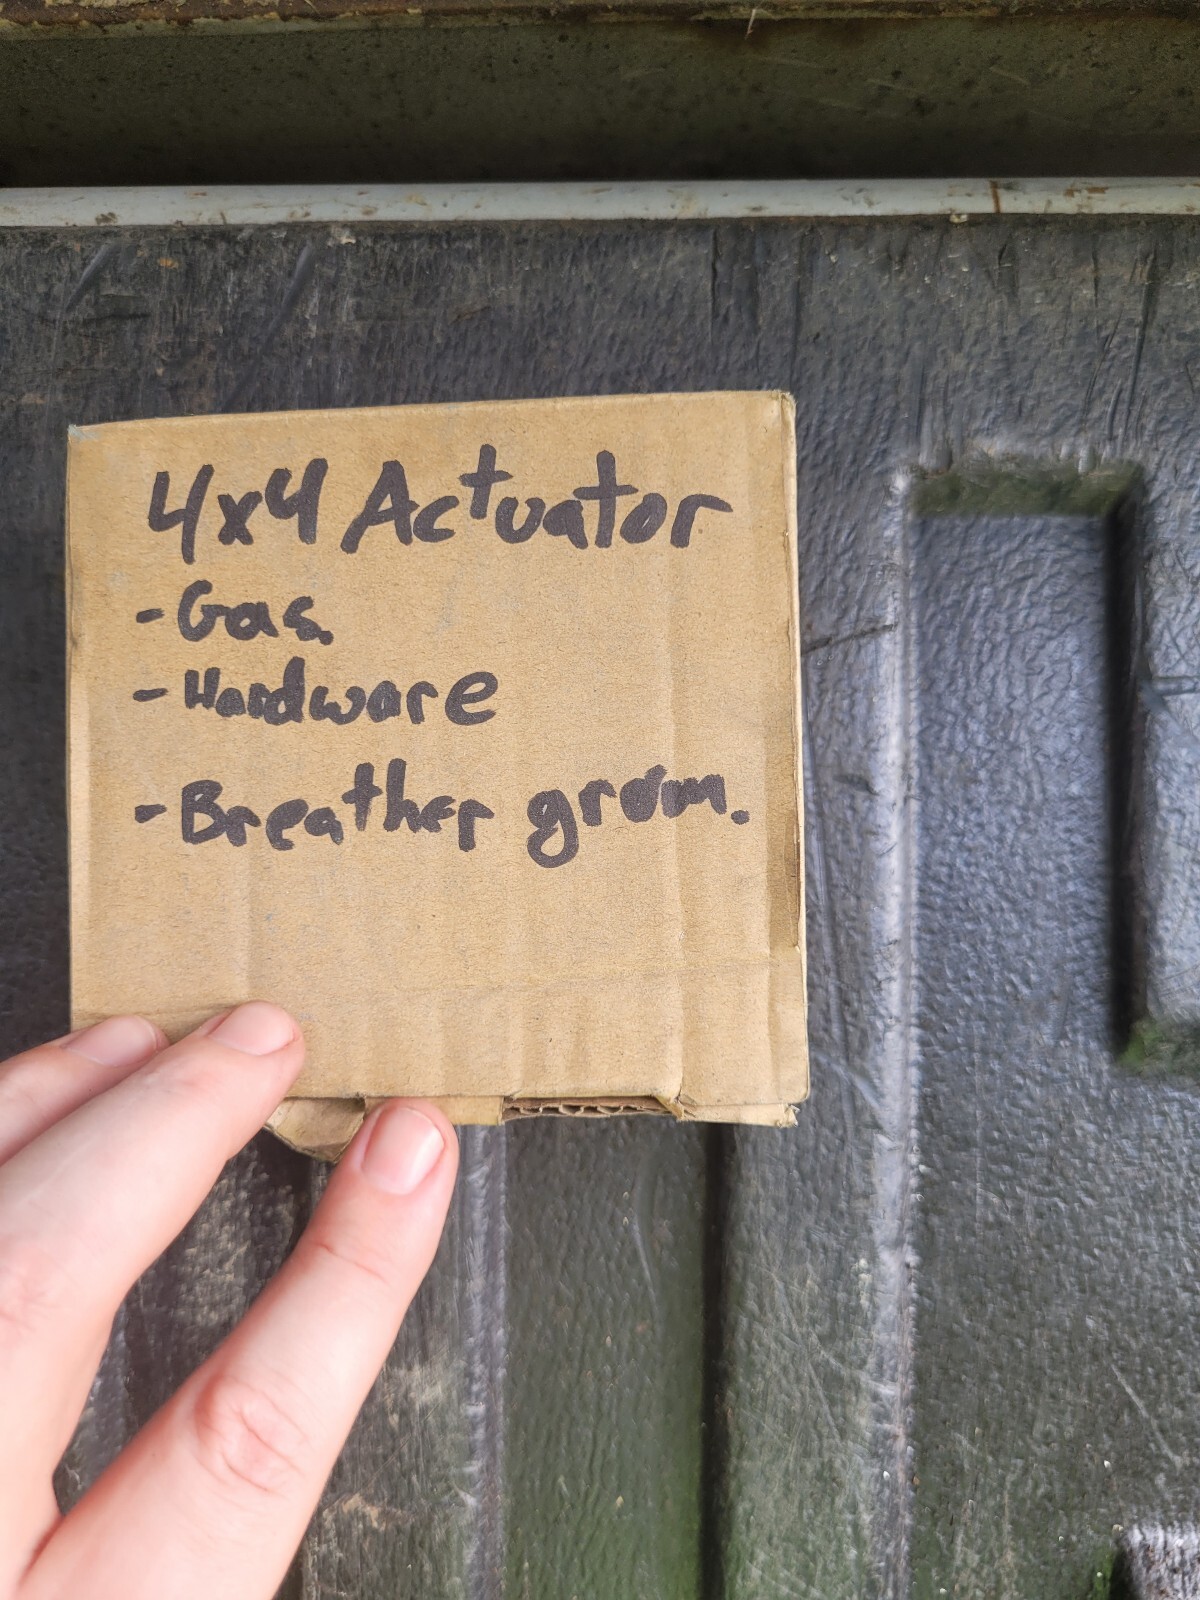 4x4 Actuator
- Gas.
- Hardware
- Breather grom.